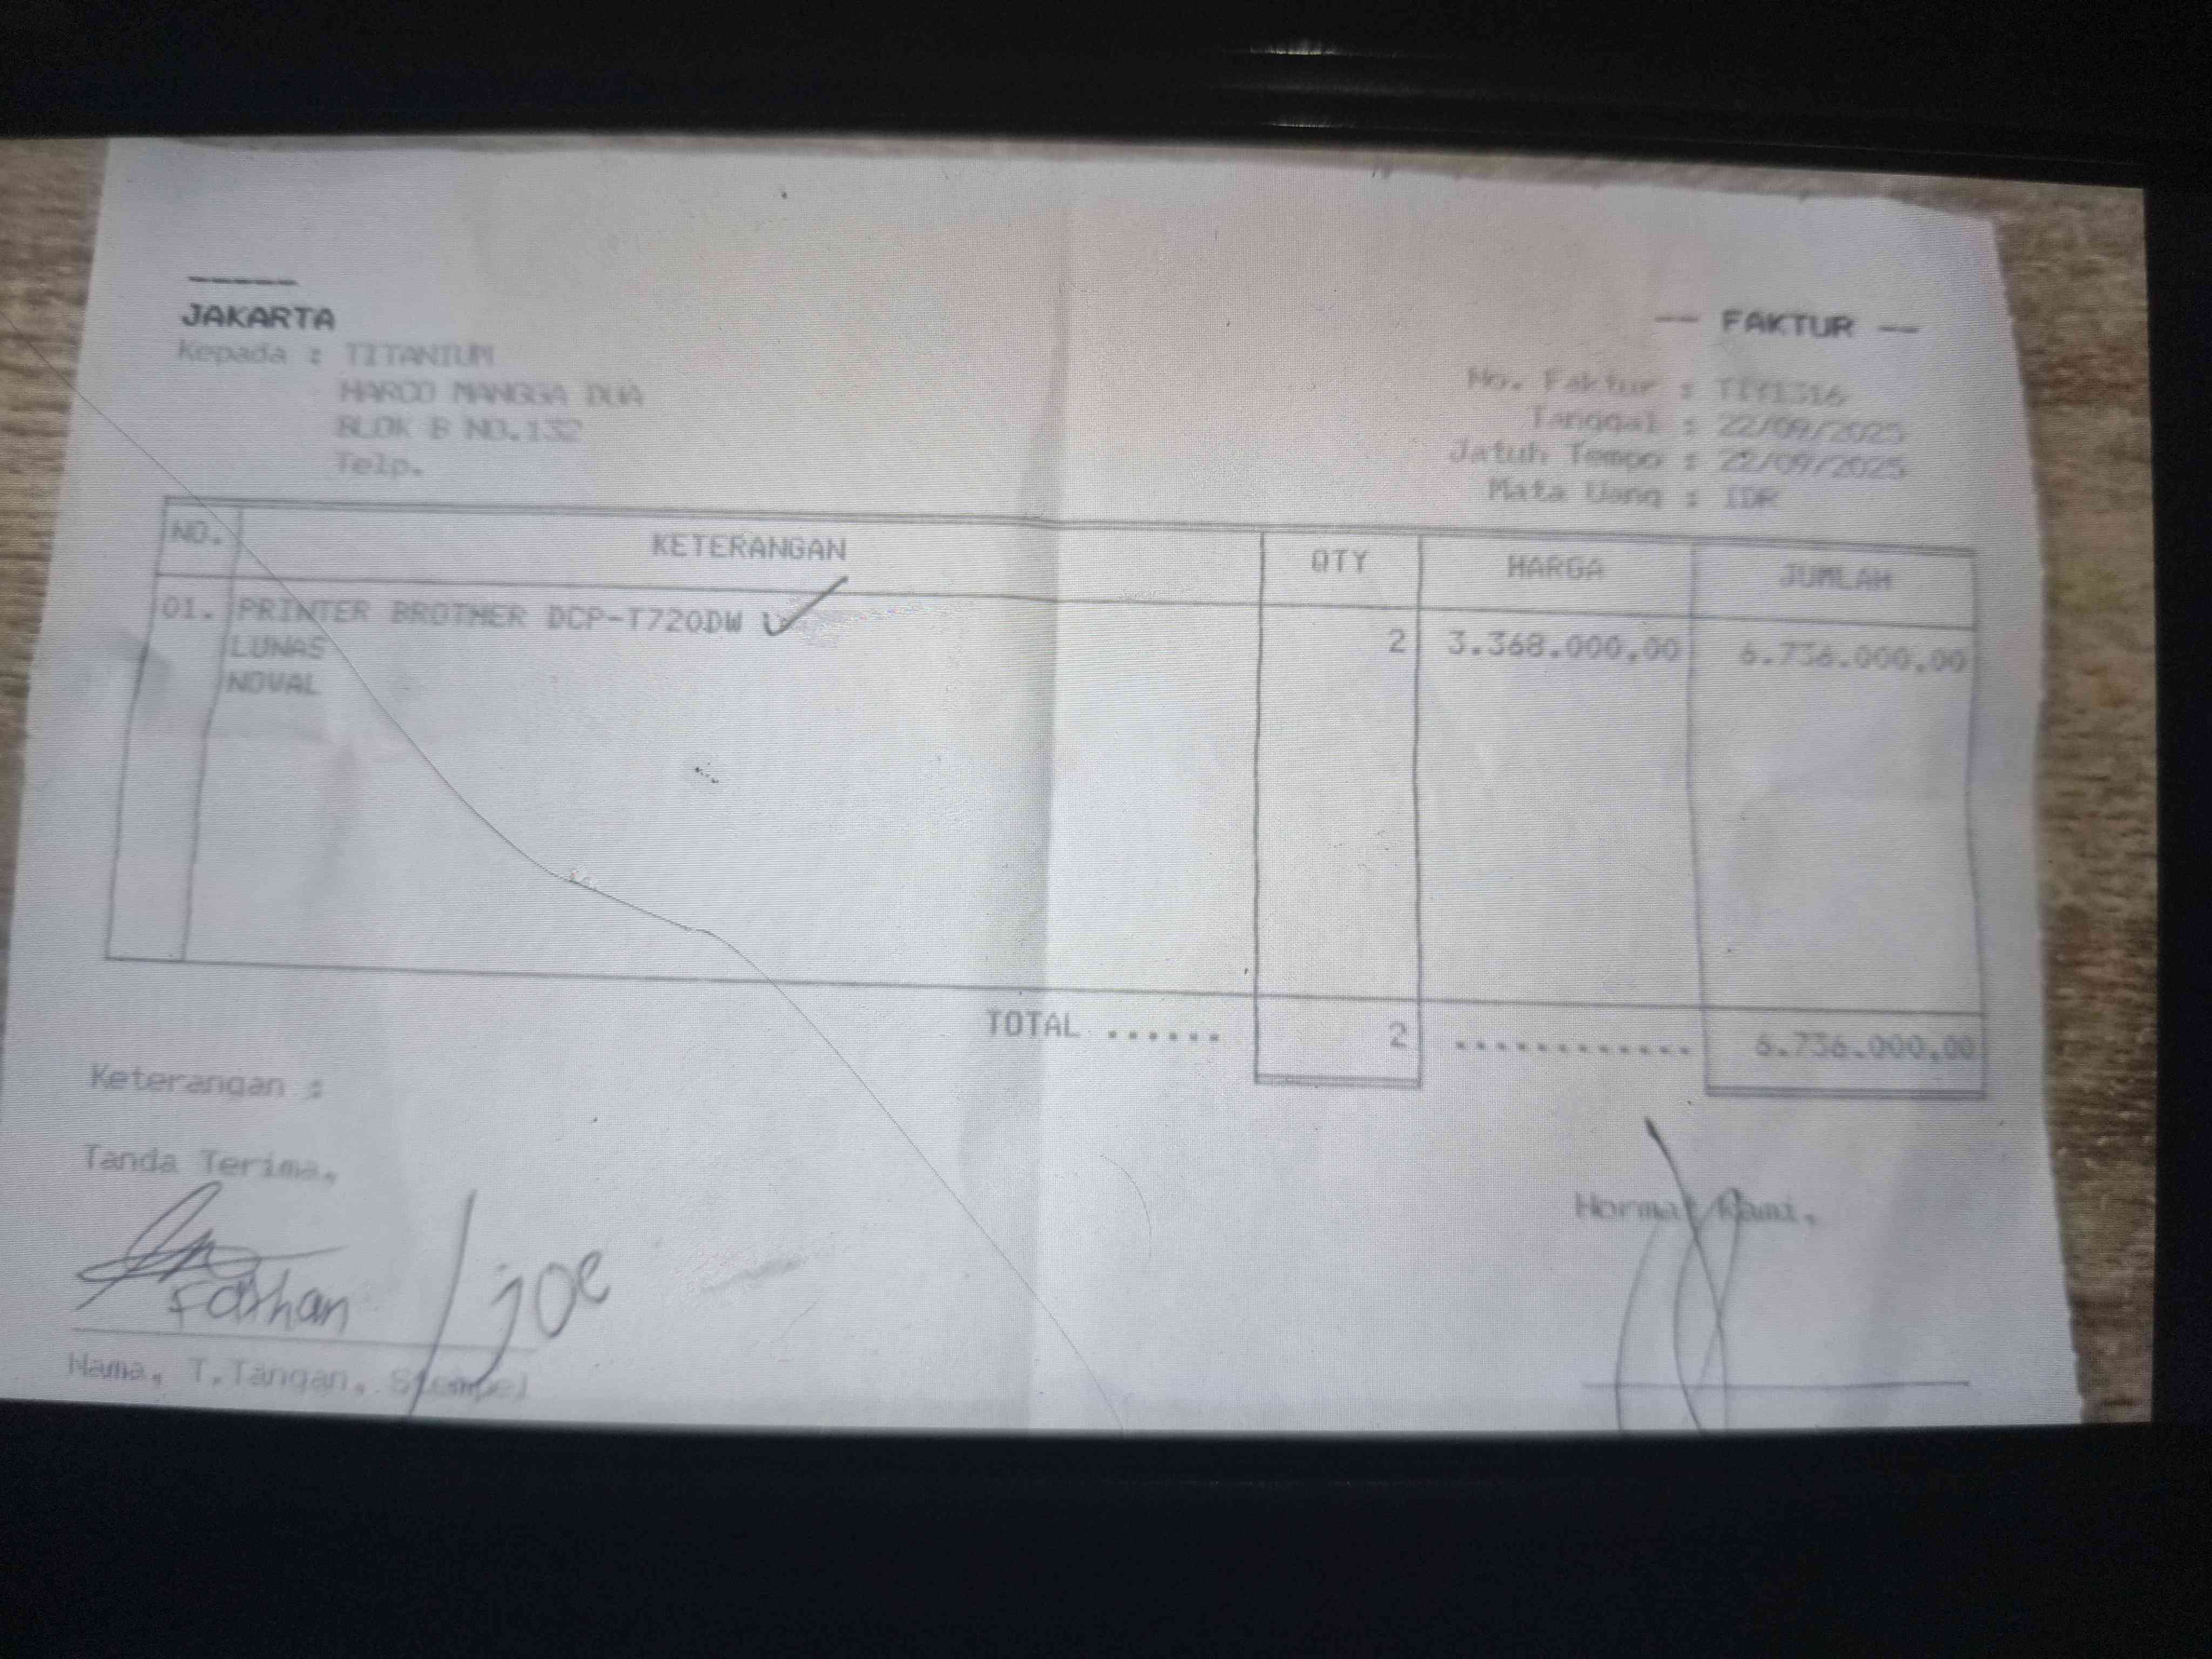 -----
JAKARTA
-- FAKTUR --
Kepada : TITANIUM
HARCO MANGGA DUA
BLOK B NO.132
Telp.
No. Faktur :
Tanggal : 22/09/2025
Jatuh Tempo : 22/09/2025
Mata Uang : IDR
NO. KETERANGAN QTY HARGA JUMLAH
01. PRINTER BROTHER DCP-T720DW 2 3.368.000,00 6.736.000,00
LUNAS
NOVAL
TOTAL ...... 2 ............ 6.736.000,00
Keterangan :
Tanda Terima,
Hormat Kami,
Farhan / joe
Nama, T.Tangan, Stempel